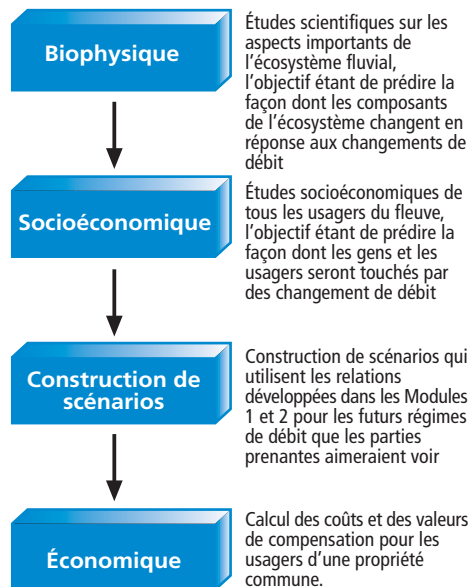 Biophysique
Études scientifiques sur les
aspects importants de
l'écosystème fluvial,
l'objectif étant de prédire la
façon dont les composants
de l'écosystème changent en
réponse aux changements de
débit
Socioéconomique
Études socioéconomiques de
tous les usagers du fleuve,
l'objectif étant de prédire la
façon dont les gens et les
usagers seront touchés par
des changement de débit
Construction de
scénarios
Construction de scénarios qui
utilisent les relations
développées dans les Modules
1 et 2 pour les futurs régimes
de débit que les parties
prenantes aimeraient voir
Économique
Calcul des coûts et des valeurs
de compensation pour les
usagers d'une propriété
commune.